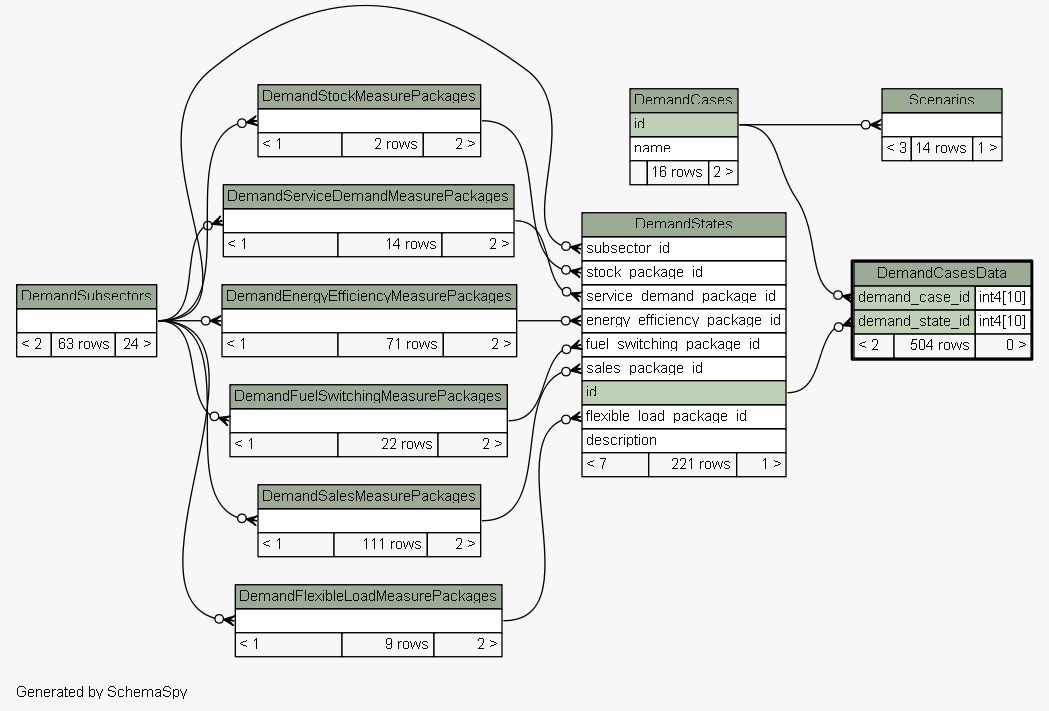 DemandStockMeasurePackages
< 1 2 rows 2 >
DemandServiceDemandMeasurePackages
< 1 14 rows 2 >
DemandSubsectors
< 2 63 rows 24 >
DemandEnergyEfficiencyMeasurePackages
< 1 71 rows 2 >
DemandFuelSwitchingMeasurePackages
< 1 22 rows 2 >
DemandSalesMeasurePackages
< 1 111 rows 2 >
DemandFlexibleLoadMeasurePackages
< 1 9 rows 2 >
DemandCases
id
name
16 rows 2 >
Scenarios
< 3 14 rows 1 >
DemandStates
subsector_id
stock_package_id
service_demand_package_id
energy_efficiency_package_id
fuel_switching_package_id
sales_package_id
id
flexible_load_package_id
description
< 7 221 rows 1 >
DemandCasesData
demand_case_id int4[10]
demand_state_id int4[10]
< 2 504 rows 0 >
Generated by SchemaSpy